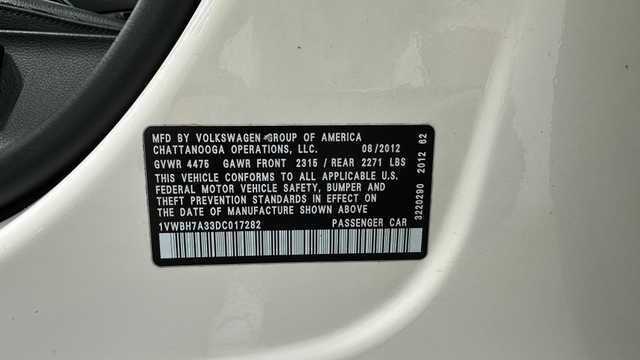 MFD BY VOLKSWAGEN GROUP OF AMERICA
CHATTANOOGA OPERATIONS, LLC. 08/2012
GVWR 4475 GAWR FRONT 2315 / REAR 2271 LBS
THIS VEHICLE CONFORMS TO ALL APPLICABLE U.S.
FEDERAL MOTOR VEHICLE SAFETY, BUMPER AND
THEFT PREVENTION STANDARDS IN EFFECT ON
THE DATE OF MANUFACTURE SHOWN ABOVE
1VWBH7A33DC017282 PASSENGER CAR
3220290 2012 62